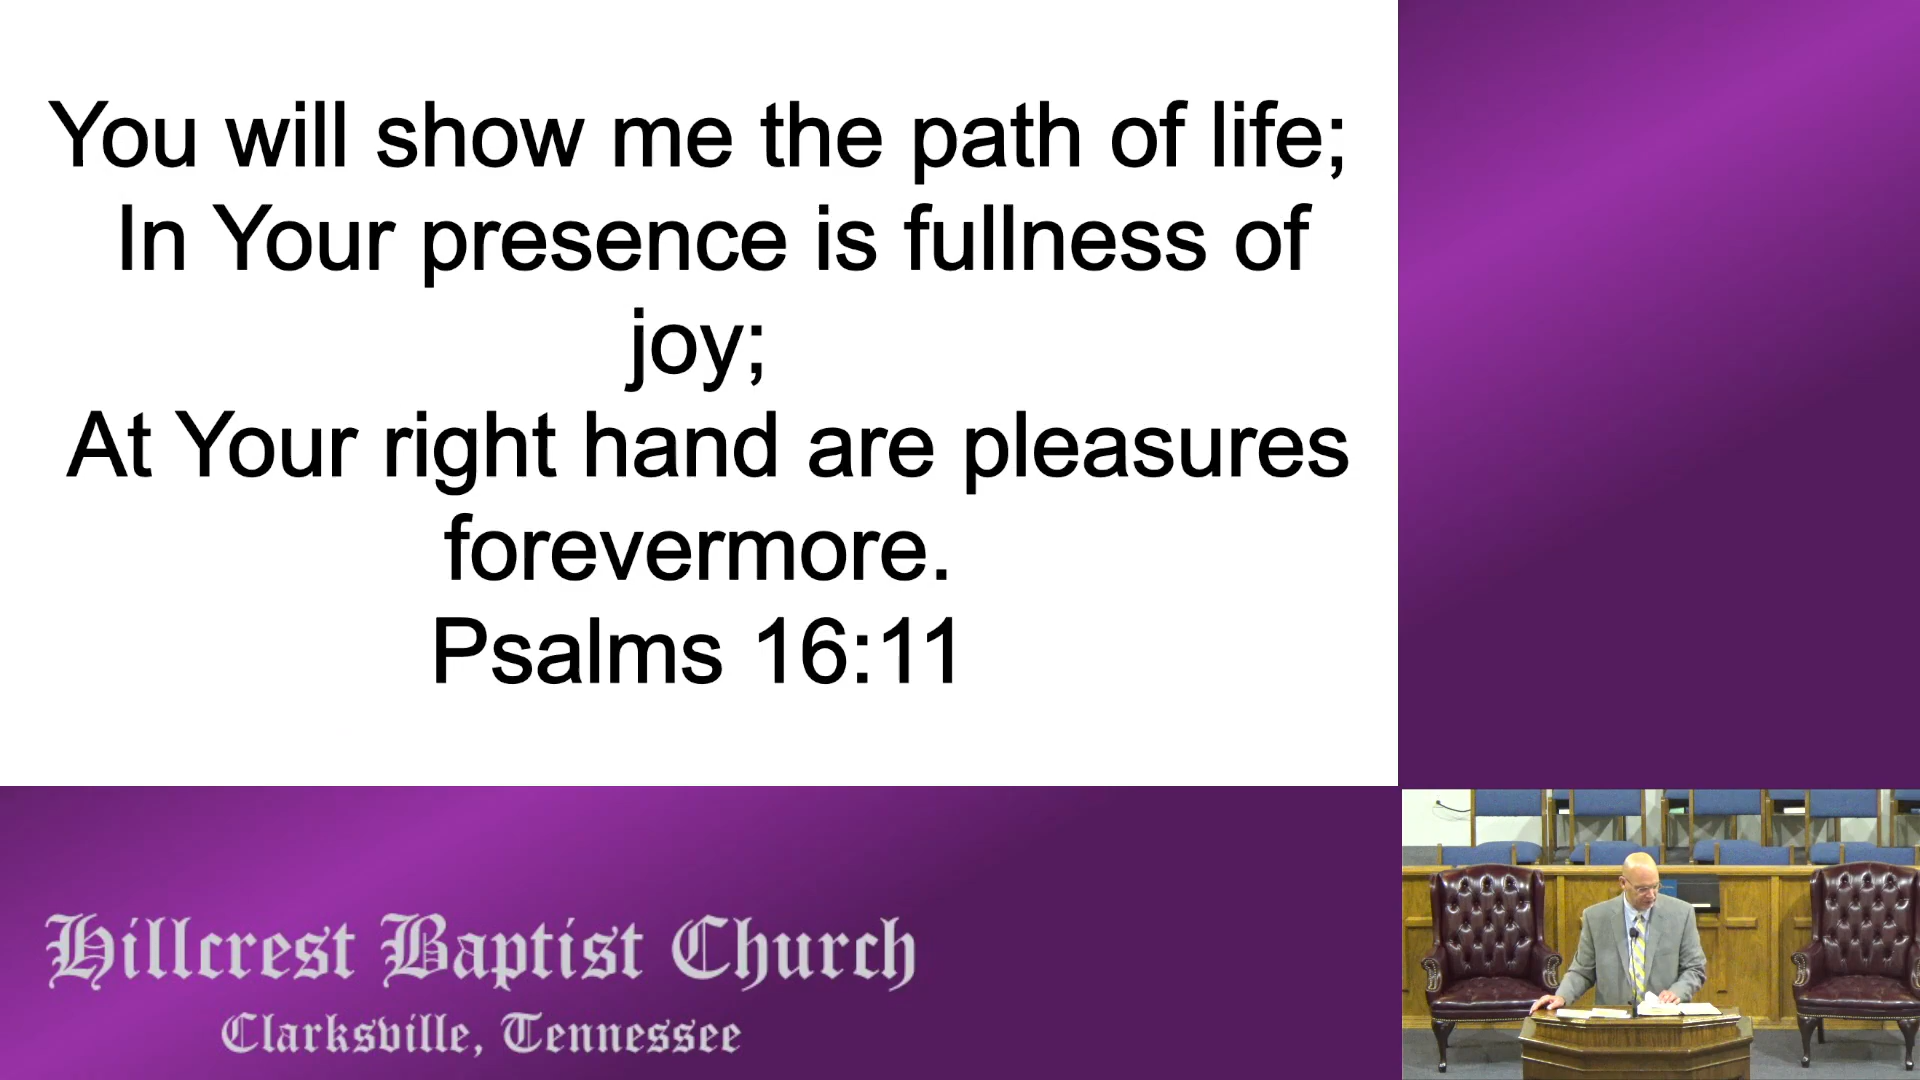 You will show me the path of life;
In Your presence is fullness of
joy;
At Your right hand are pleasures
forevermore.
Psalms 16:11
Hillcrest Baptist Church
Clarksville, Tennessee